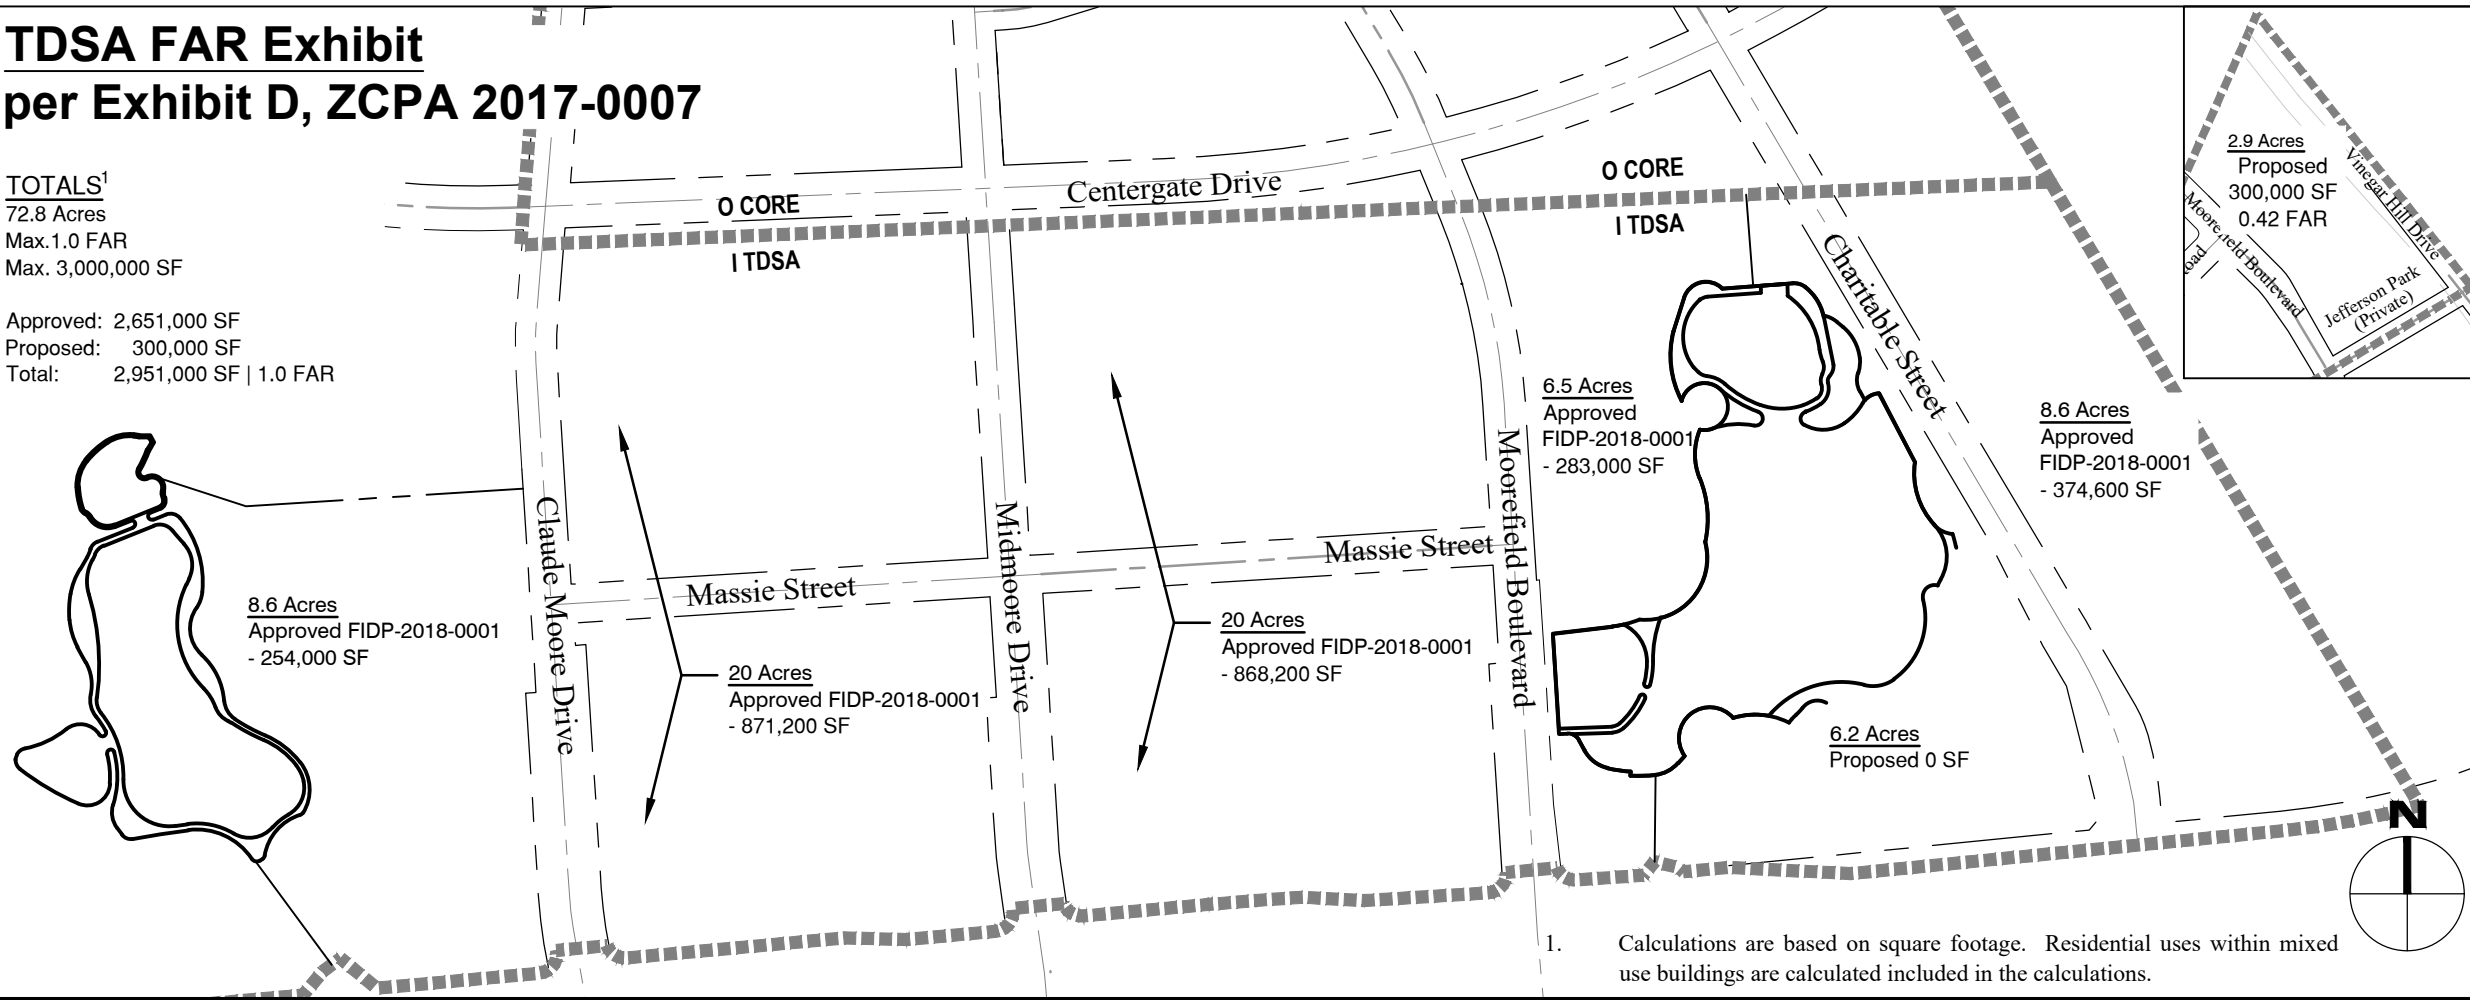 TDSA FAR Exhibit
per Exhibit D, ZCPA 2017-0007
TOTALS1
72.8 Acres
Max.1.0 FAR
Max. 3,000,000 SF
Approved: 2,651,000 SF
Proposed: 300,000 SF
Total: 2,951,000 SF | 1.0 FAR
O CORE
I TDSA
Centergate Drive
O CORE
I TDSA
Charitable Street
2.9 Acres
Proposed
300,000 SF
0.42 FAR
Vinegar Hill Drive
Moorefield Boulevard
oad
Jefferson Park
(Private)
6.5 Acres
Approved
FIDP-2018-0001
- 283,000 SF
8.6 Acres
Approved
FIDP-2018-0001
- 374,600 SF
Claude Moore Drive
Midmoore Drive
Moorefield Boulevard
Massie Street
Massie Street
8.6 Acres
Approved FIDP-2018-0001
- 254,000 SF
20 Acres
Approved FIDP-2018-0001
- 871,200 SF
20 Acres
Approved FIDP-2018-0001
- 868,200 SF
6.2 Acres
Proposed 0 SF
N
1. Calculations are based on square footage. Residential uses within mixed
use buildings are calculated included in the calculations.